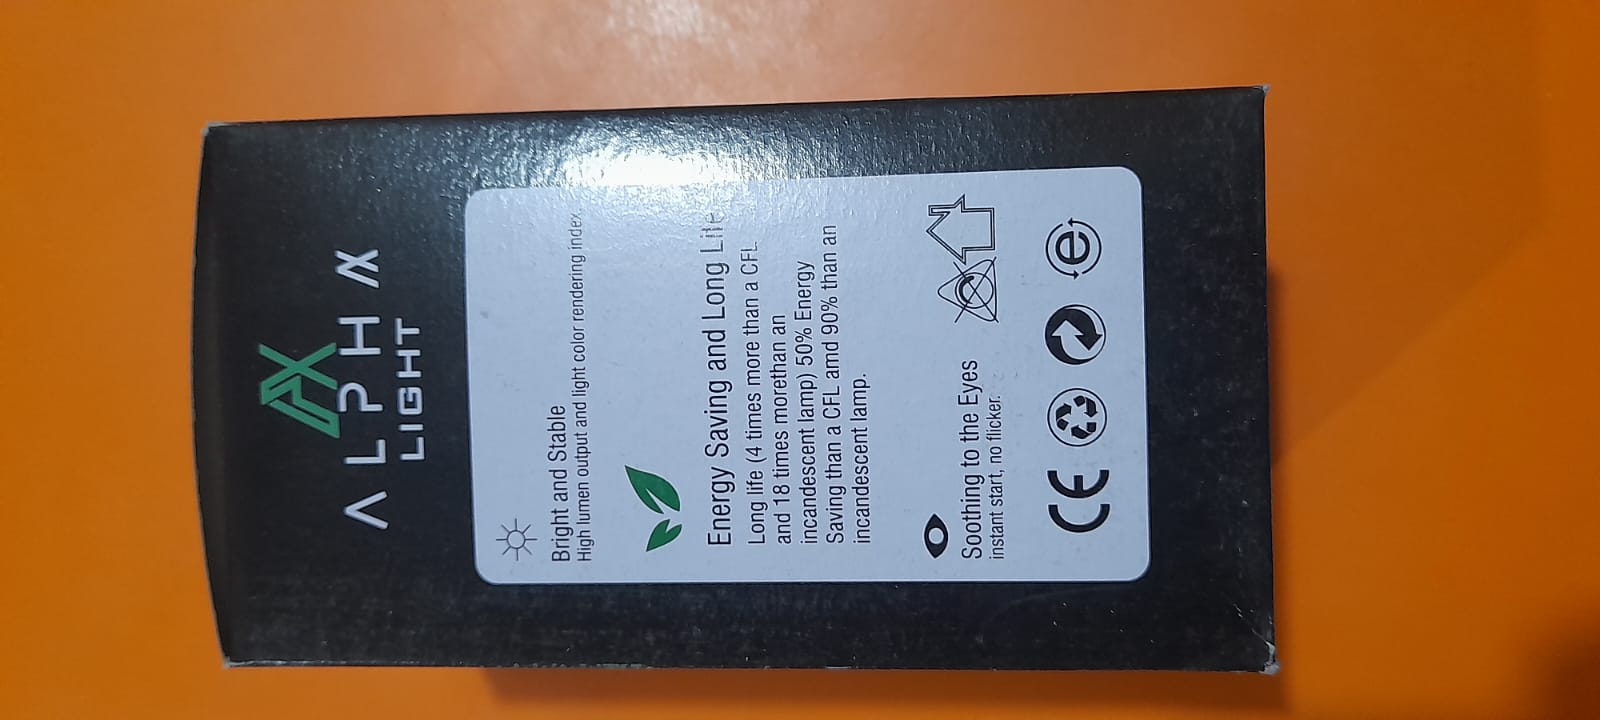 ALPHA
LIGHT
Bright and Stable
High lumen output and light color rendering index.
Energy Saving and Long Life
Long life (4 times more than a CFL
and 18 times morethan an
incandescent lamp) 50% Energy
Saving than a CFL amd 90% than an
incandescent lamp.
Soothing to the Eyes
instant start, no flicker.
CE
e